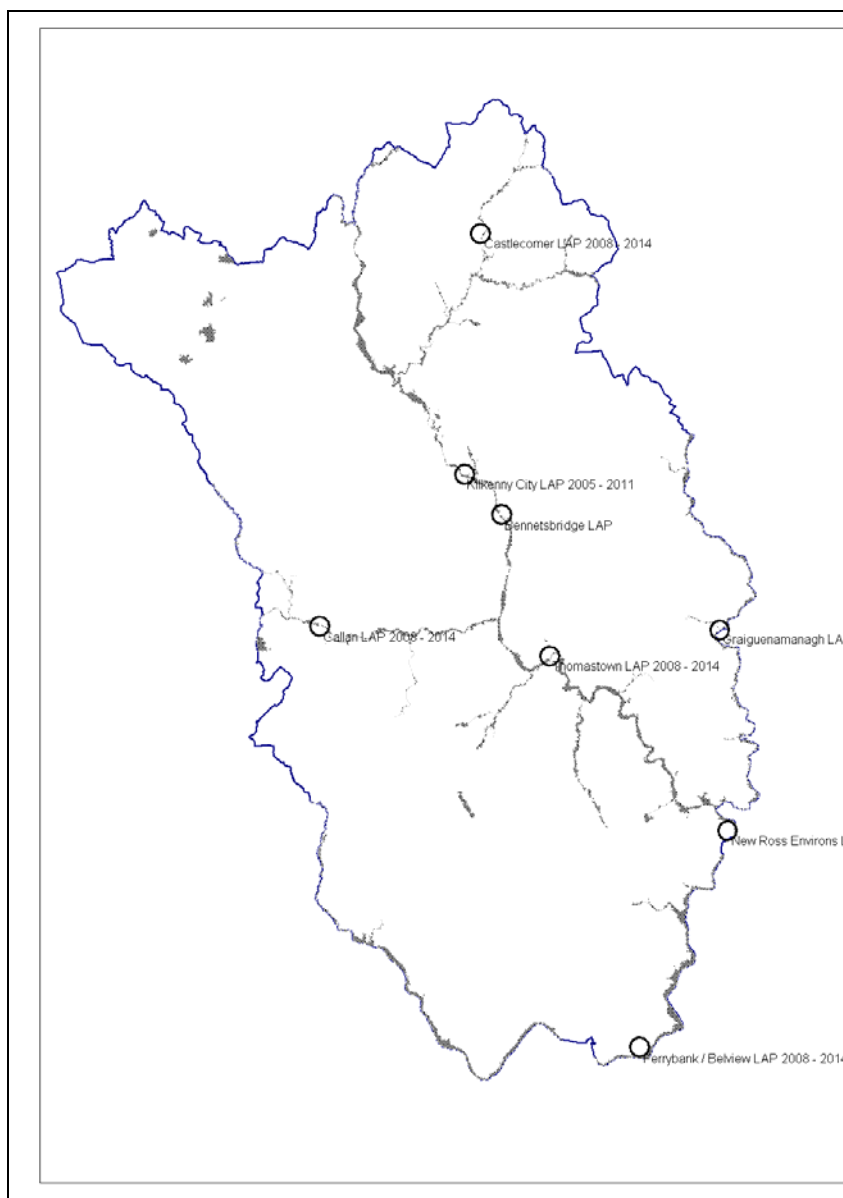 Castlecomer LAP 2008 - 2014
Kilkenny City LAP 2005 - 2011
Bennetsbridge LAP
Callan LAP 2008 - 2014
Graiguenamanagh LA
Thomastown LAP 2008 - 2014
New Ross Environs L
Ferrybank / Belview LAP 2008 - 2014